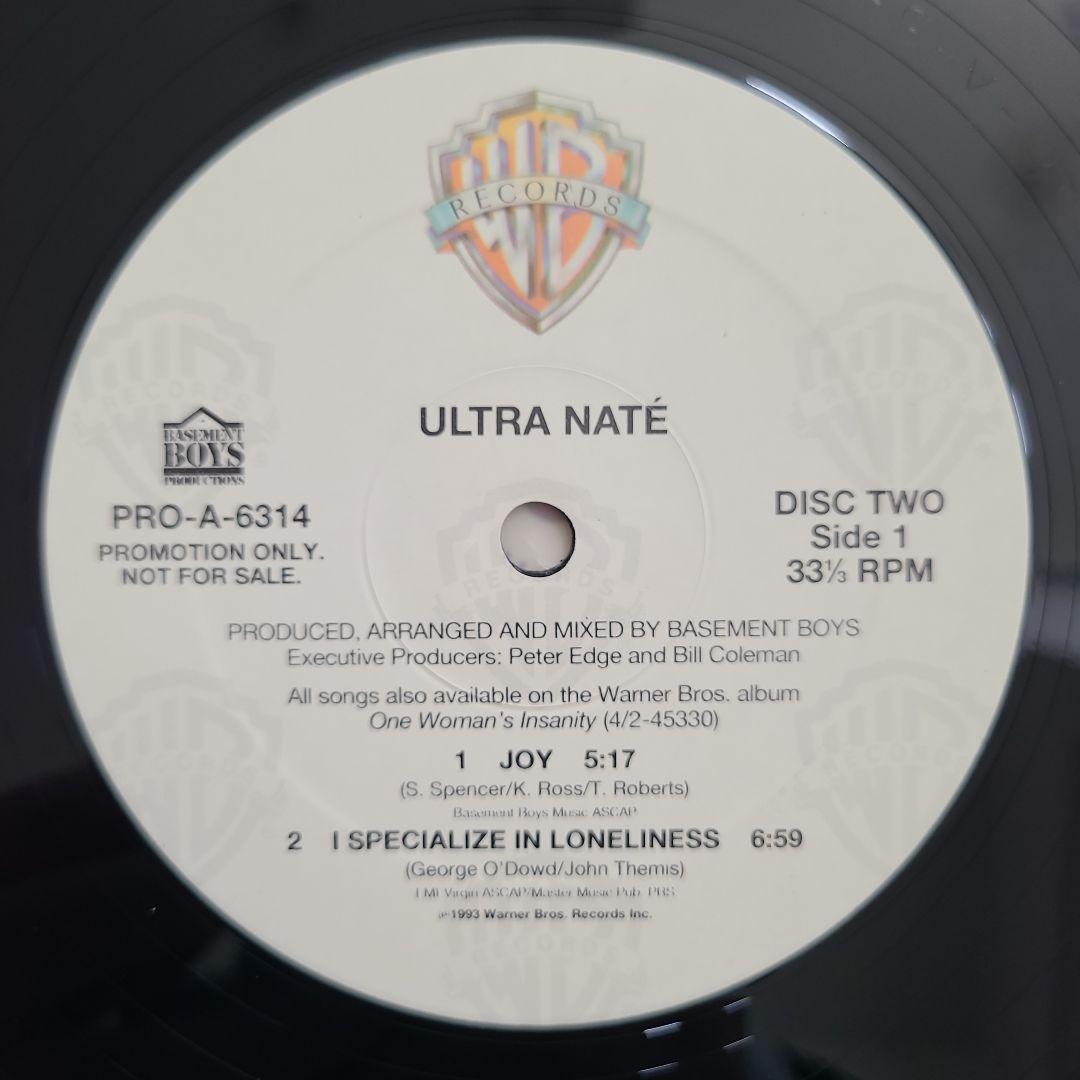 WB
RECORDS
ULTRA NATÉ
BASEMENT
BOYS
PRODUCTIONS
PRO-A-6314
PROMOTION ONLY.
NOT FOR SALE.
DISC TWO
Side 1
33⅓ RPM
PRODUCED, ARRANGED AND MIXED BY BASEMENT BOYS
Executive Producers: Peter Edge and Bill Coleman
All songs also available on the Warner Bros. album
One Woman's Insanity (4/2-45330)
1 JOY 5:17
(S. Spencer/K. Ross/T. Roberts)
Basement Boys Music ASCAP
2 I SPECIALIZE IN LONELINESS 6:59
(George O'Dowd/John Themis)
EMI Virgin ASCAP/Master Music Pub. PRS
℗1993 Warner Bros. Records Inc.